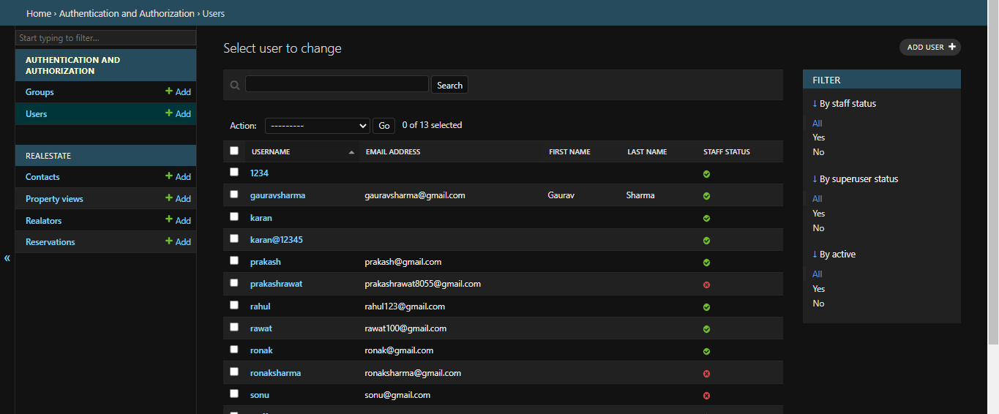 Home › Authentication and Authorization › Users
Start typing to filter...
AUTHENTICATION AND
AUTHORIZATION
Groups + Add
Users + Add
REALESTATE
Contacts + Add
Property views + Add
Realators + Add
Reservations + Add
«
Select user to change
ADD USER +
Search
Action: --------- Go 0 of 13 selected
USERNAME EMAIL ADDRESS FIRST NAME LAST NAME STAFF STATUS
1234
gauravsharma gauravsharma@gmail.com Gaurav Sharma
karan
karan@12345
prakash prakash@gmail.com
prakashrawat prakashrawat8055@gmail.com
rahul rahul123@gmail.com
rawat rawat100@gmail.com
ronak ronak@gmail.com
ronaksharma ronaksharma@gmail.com
sonu sonu@gmail.com
FILTER
↓ By staff status
All
Yes
No
↓ By superuser status
All
Yes
No
↓ By active
All
Yes
No